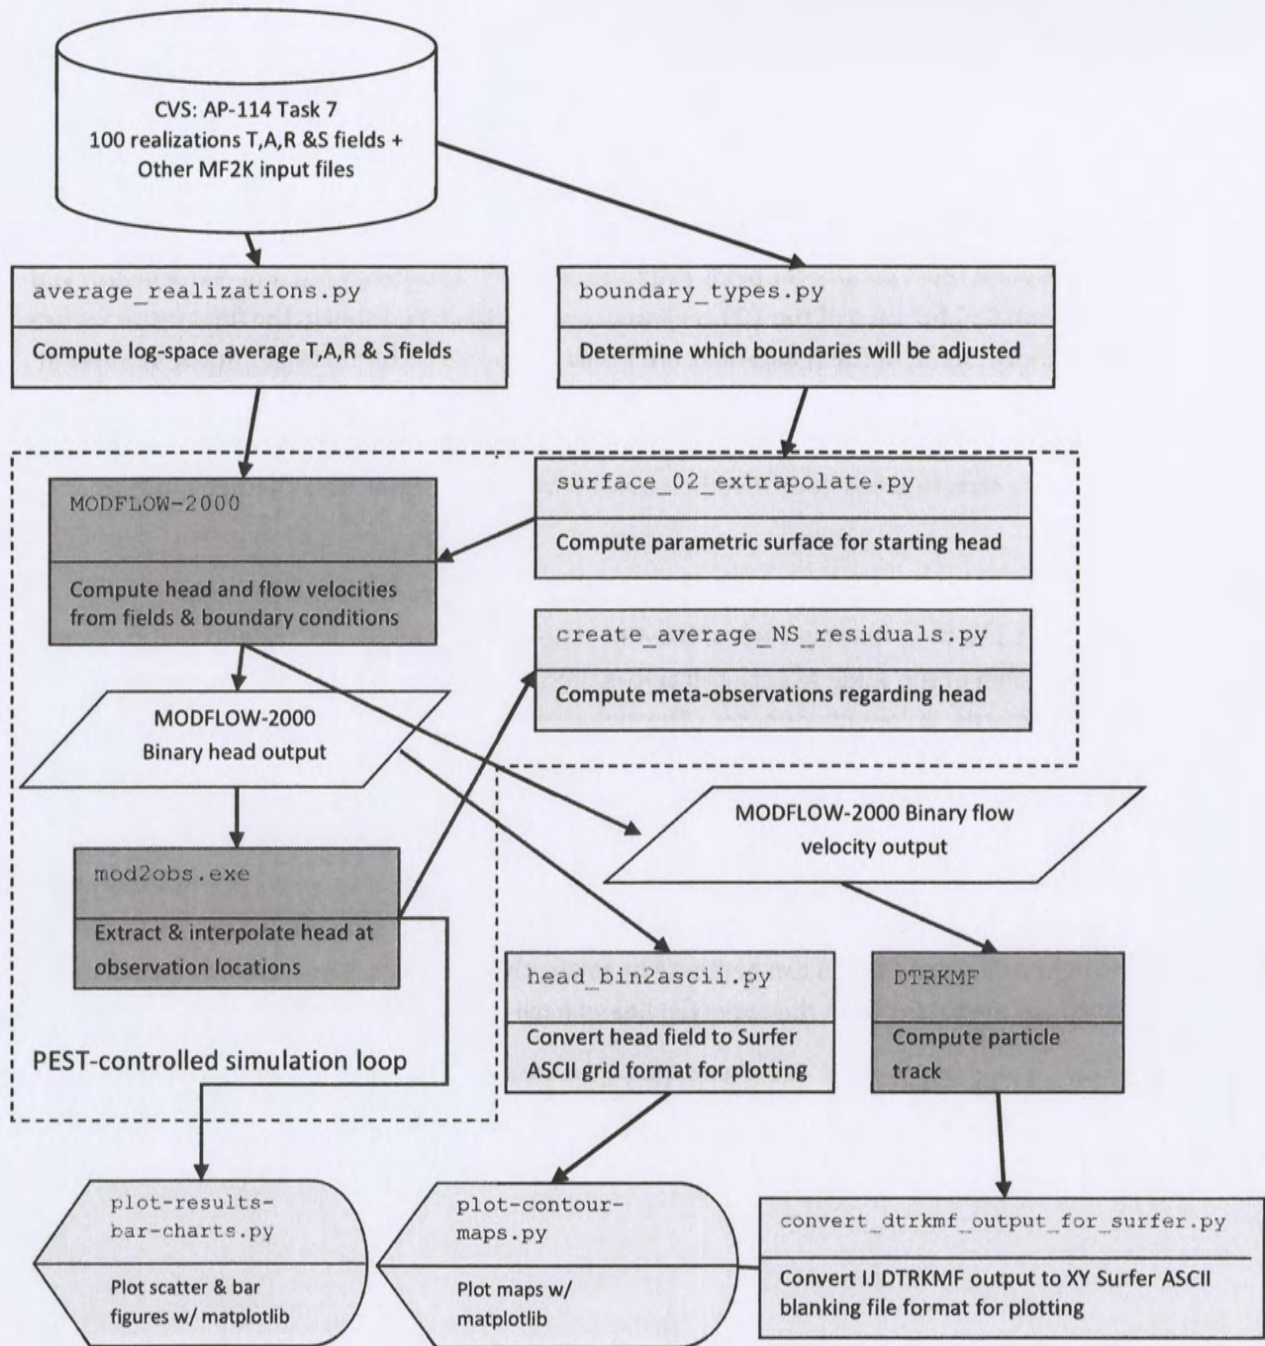 CVS: AP-114 Task 7
100 realizations T,A,R &S fields +
Other MF2K input files
average_realizations.py
Compute log-space average T,A,R & S fields
boundary_types.py
Determine which boundaries will be adjusted
MODFLOW-2000
Compute head and flow velocities
from fields & boundary conditions
surface_02_extrapolate.py
Compute parametric surface for starting head
create_average_NS_residuals.py
Compute meta-observations regarding head
MODFLOW-2000
Binary head output
MODFLOW-2000 Binary flow
velocity output
mod2obs.exe
Extract & interpolate head at
observation locations
PEST-controlled simulation loop
head_bin2ascii.py
Convert head field to Surfer
ASCII grid format for plotting
DTRKMF
Compute particle
track
plot-results-
bar-charts.py
Plot scatter & bar
figures w/ matplotlib
plot-contour-
maps.py
Plot maps w/
matplotlib
convert_dtrkmf_output_for_surfer.py
Convert IJ DTRKMF output to XY Surfer ASCII
blanking file format for plotting